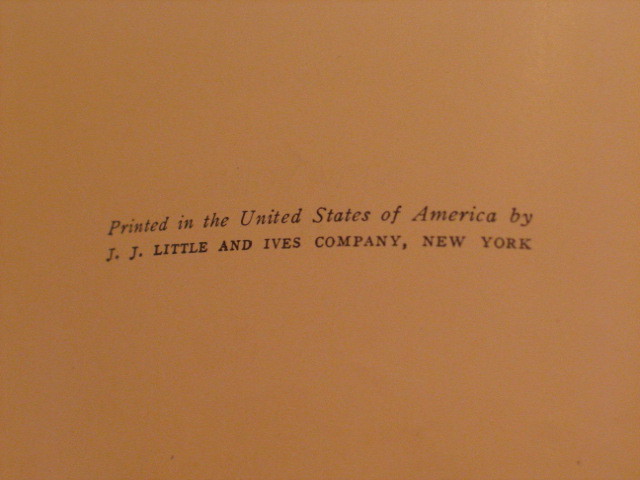 Printed in the United States of America by
J. J. LITTLE AND IVES COMPANY, NEW YORK